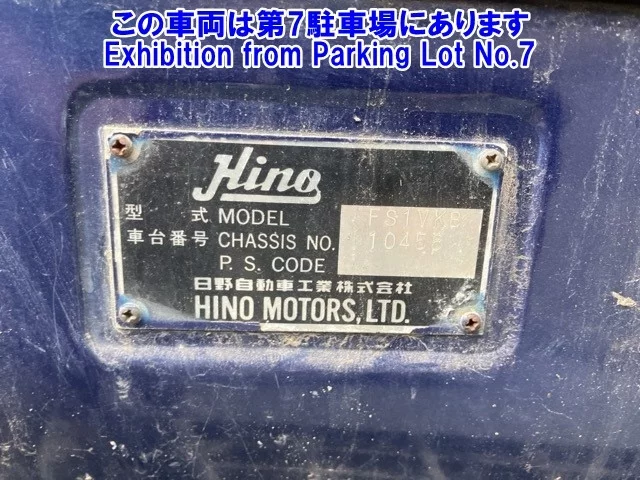 この車両は第7駐車場にあります
Exhibition from Parking Lot No.7
Hino
型 式 MODEL
車台番号 CHASSIS NO.
P. S. CODE
日野自動車工業株式会社
HINO MOTORS,LTD.